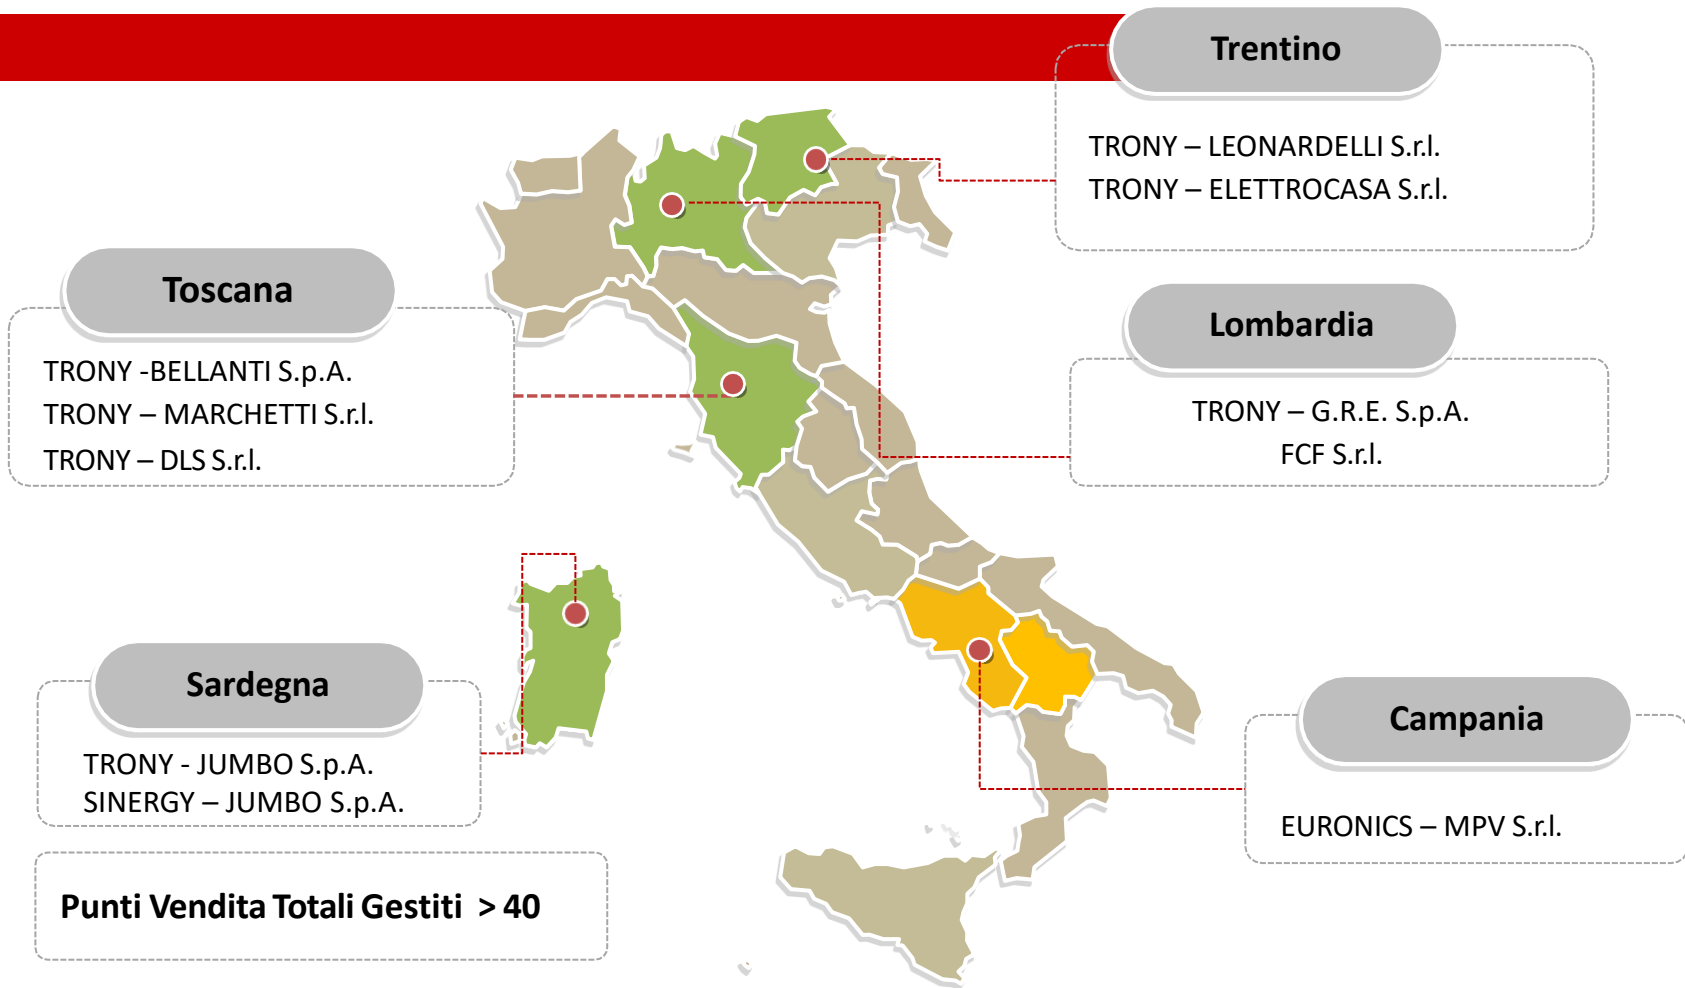 Trentino
TRONY – LEONARDELLI S.r.l.
TRONY – ELETTROCASA S.r.l.
Toscana
TRONY -BELLANTI S.p.A.
TRONY – MARCHETTI S.r.l.
TRONY – DLS S.r.l.
Lombardia
TRONY – G.R.E. S.p.A.
FCF S.r.l.
Sardegna
TRONY - JUMBO S.p.A.
SINERGY – JUMBO S.p.A.
Campania
EURONICS – MPV S.r.l.
Punti Vendita Totali Gestiti > 40